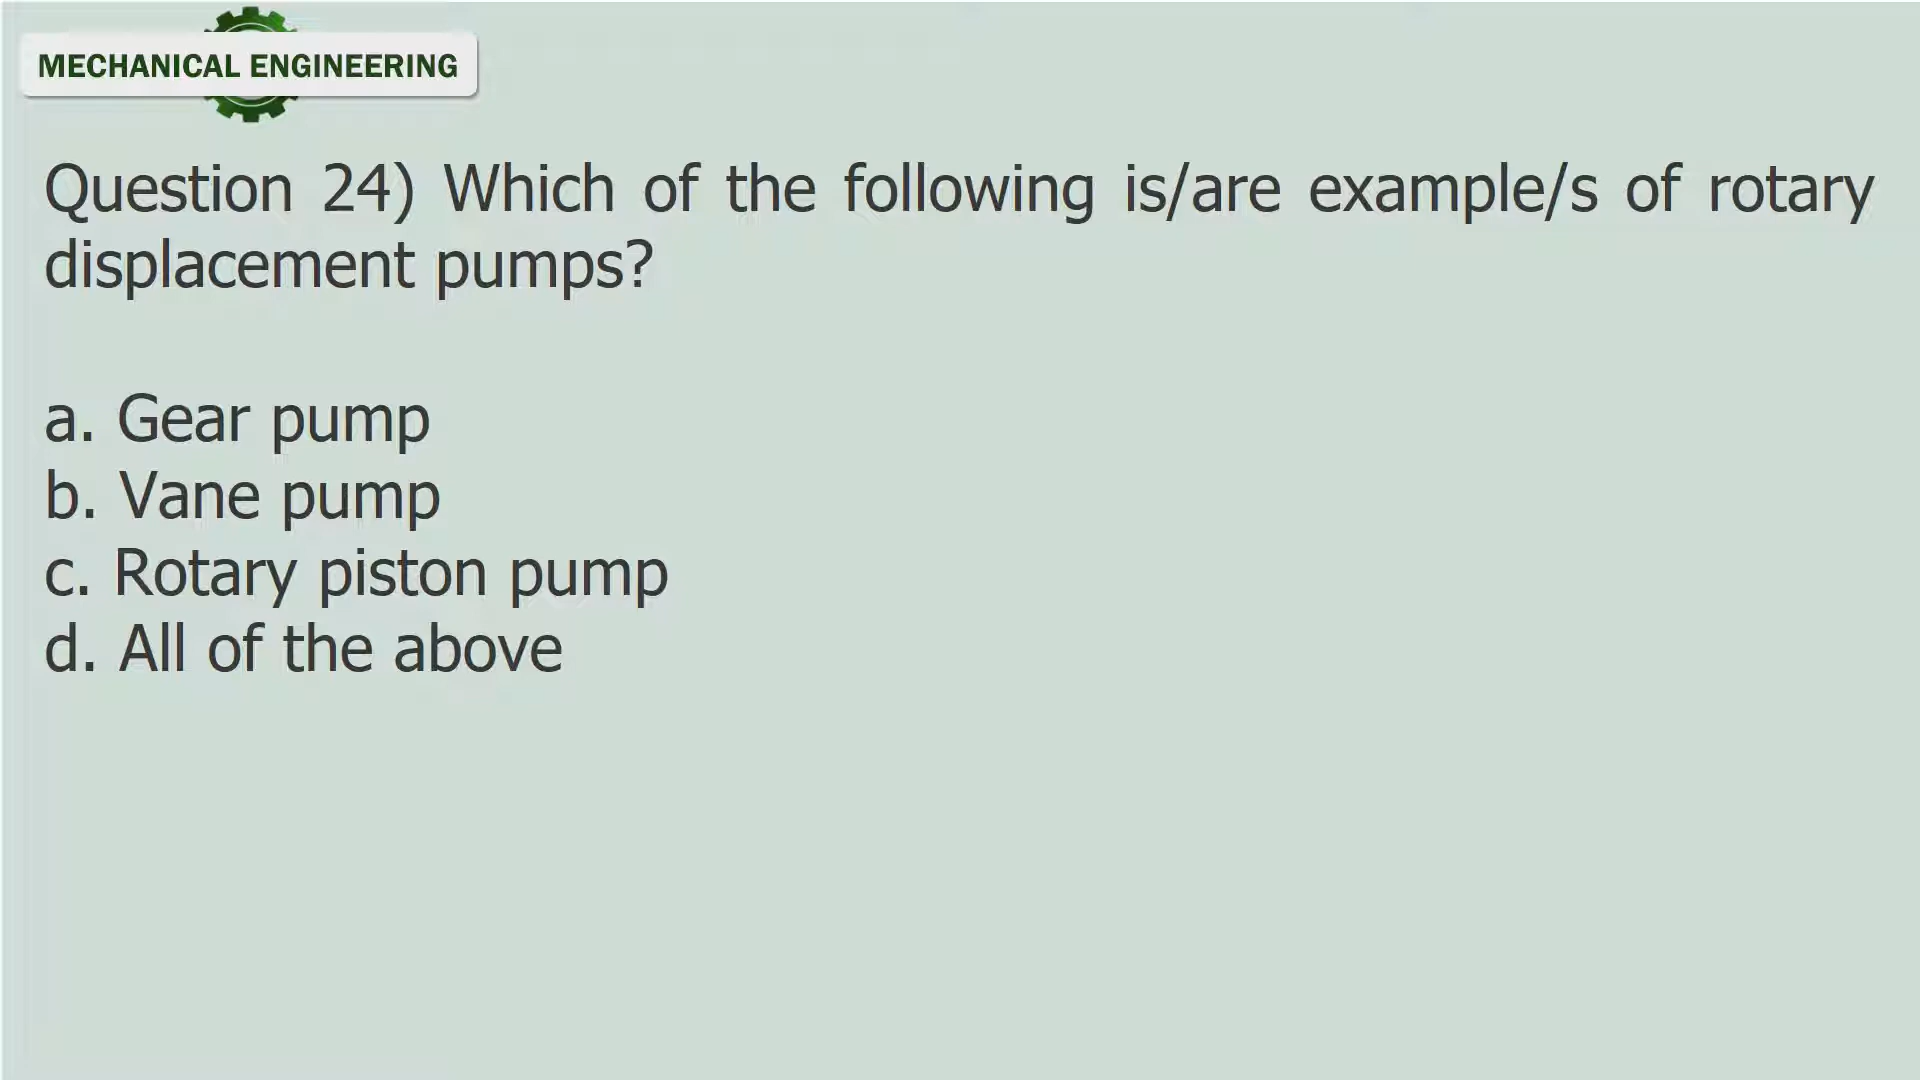 MECHANICAL ENGINEERING
Question 24) Which of the following is/are example/s of rotary
displacement pumps?
a. Gear pump
b. Vane pump
c. Rotary piston pump
d. All of the above